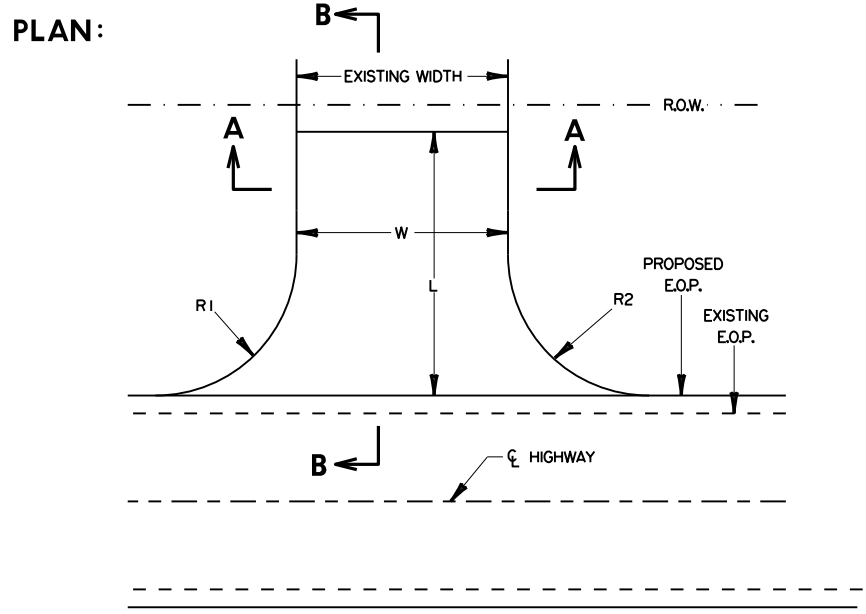 PLAN:
B
EXISTING WIDTH
R.O.W.
A
A
W
L
R1
R2
PROPOSED
E.O.P.
EXISTING
E.O.P.
B
℄ HIGHWAY